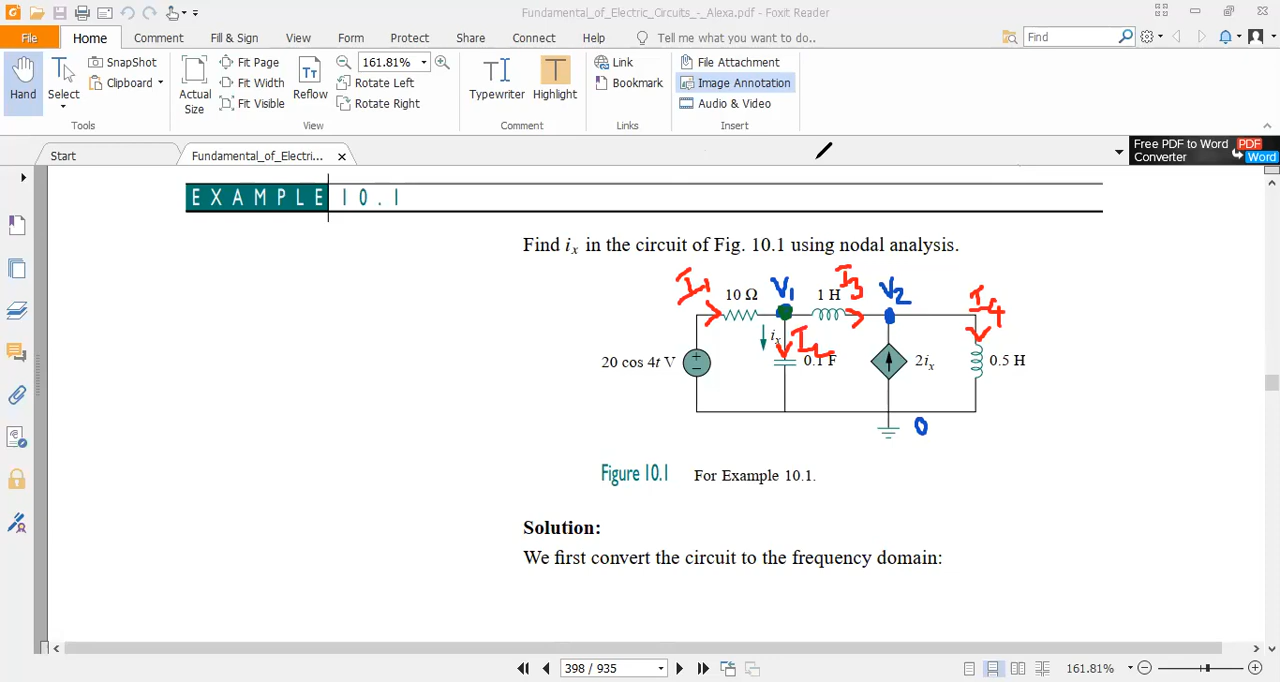 Fundamental_of_Electric_Circuits_-_Alexa.pdf - Foxit Reader
File Home Comment Fill & Sign View Form Protect Share Connect Help Tell me what you want to do.. Find
Hand Select SnapShot Clipboard Actual Size Fit Page Fit Width Fit Visible Reflow 161.81% Rotate Left Rotate Right Typewriter Highlight Link Bookmark File Attachment Image Annotation Audio & Video
Tools View Comment Links Insert
Start Fundamental_of_Electri... Free PDF to Word Converter PDF Word
EXAMPLE 10.1
Find ix in the circuit of Fig. 10.1 using nodal analysis.
I1 10 Ω V1 I3 1 H V2 I4
ix I2
20 cos 4t V 0.1 F 2ix 0.5 H
0
Figure 10.1 For Example 10.1.
Solution:
We first convert the circuit to the frequency domain:
398 / 935 161.81%